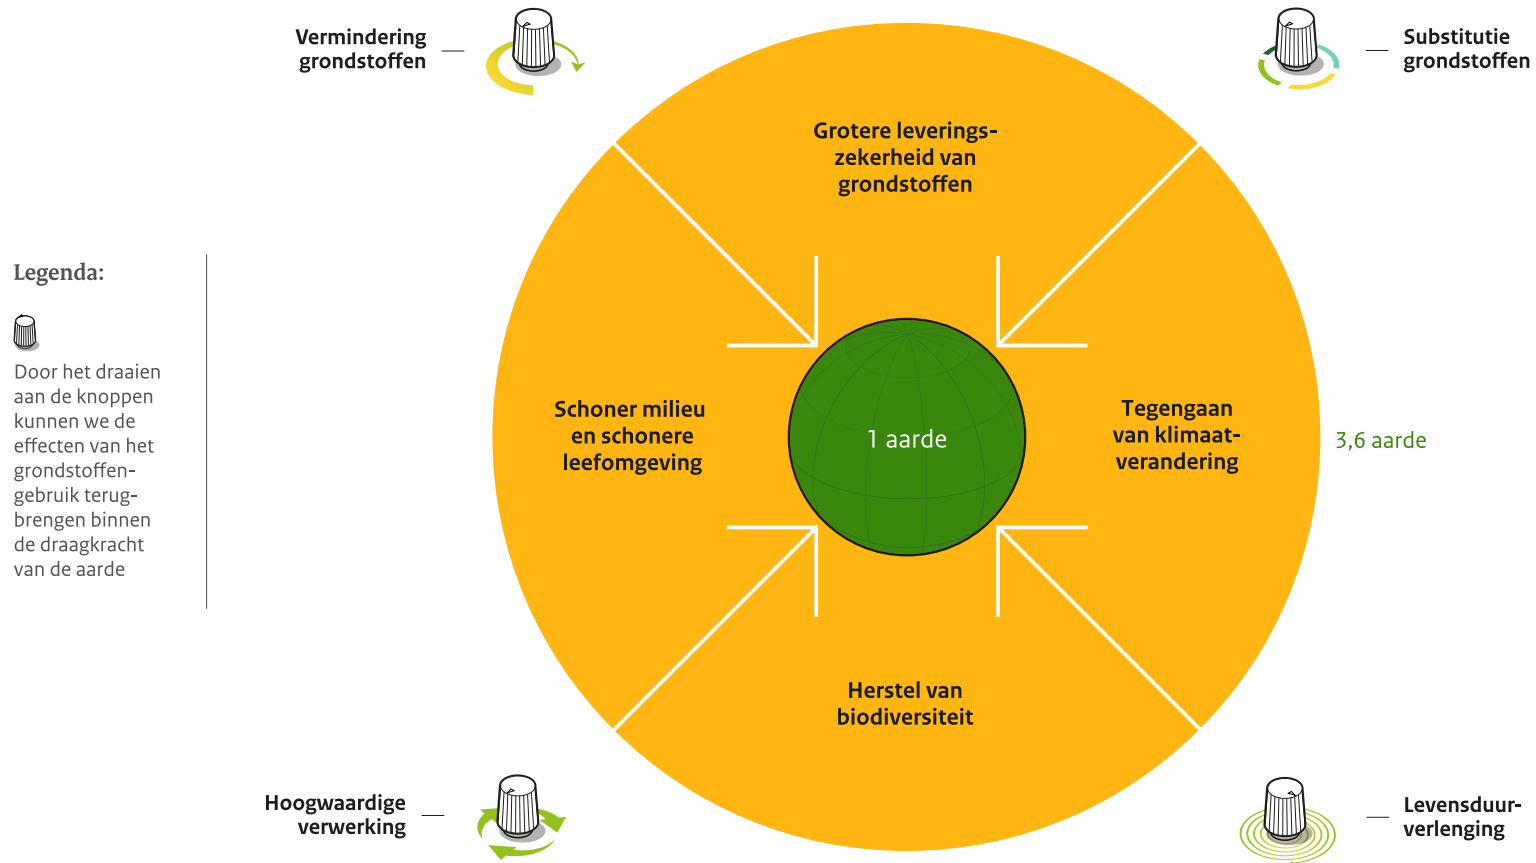 Vermindering
grondstoffen
Substitutie
grondstoffen
Grotere leverings-
zekerheid van
grondstoffen
Legenda:
Door het draaien
aan de knoppen
kunnen we de
effecten van het
grondstoffen-
gebruik terug-
brengen binnen
de draagkracht
van de aarde
Schoner milieu
en schonere
leefomgeving
1 aarde
Tegengaan
van klimaat-
verandering
3,6 aarde
Herstel van
biodiversiteit
Hoogwaardige
verwerking
Levensduur-
verlenging